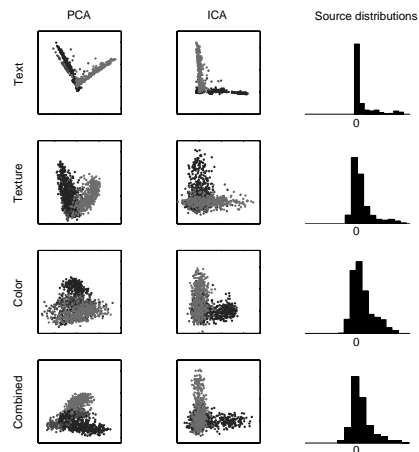 PCA ICA Source distributions
Text
0
Texture
0
Color
0
Combined
0